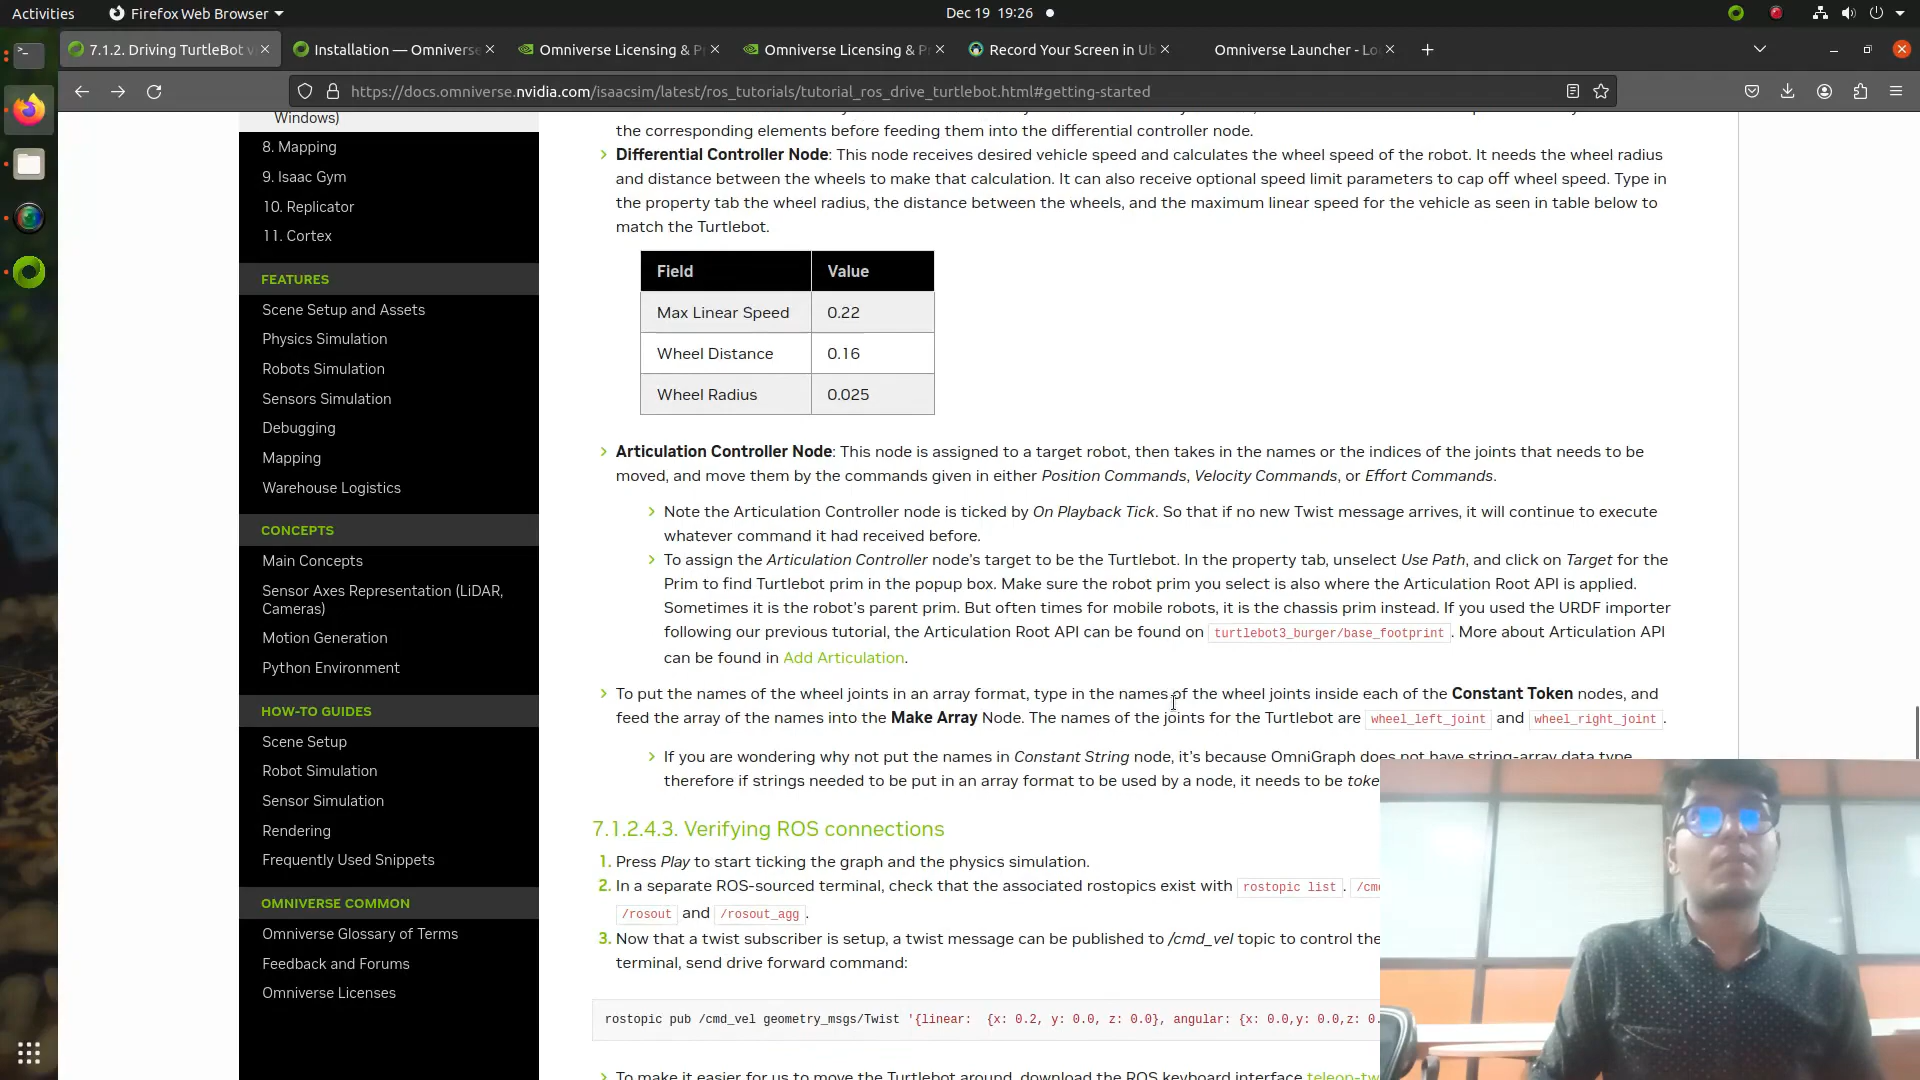 Activities
Firefox Web Browser
Dec 19 19:26
7.1.2. Driving TurtleBot v
Installation — Omniverse
Omniverse Licensing & P
Omniverse Licensing & P
Record Your Screen in Ub
Omniverse Launcher - Lo
https://docs.omniverse.nvidia.com/isaacsim/latest/ros_tutorials/tutorial_ros_drive_turtlebot.html#getting-started
Windows)
8. Mapping
9. Isaac Gym
10. Replicator
11. Cortex
FEATURES
Scene Setup and Assets
Physics Simulation
Robots Simulation
Sensors Simulation
Debugging
Mapping
Warehouse Logistics
CONCEPTS
Main Concepts
Sensor Axes Representation (LiDAR,
Cameras)
Motion Generation
Python Environment
HOW-TO GUIDES
Scene Setup
Robot Simulation
Sensor Simulation
Rendering
Frequently Used Snippets
OMNIVERSE COMMON
Omniverse Glossary of Terms
Feedback and Forums
Omniverse Licenses
the corresponding elements before feeding them into the differential controller node.
Differential Controller Node: This node receives desired vehicle speed and calculates the wheel speed of the robot. It needs the wheel radius
and distance between the wheels to make that calculation. It can also receive optional speed limit parameters to cap off wheel speed. Type in
the property tab the wheel radius, the distance between the wheels, and the maximum linear speed for the vehicle as seen in table below to
match the Turtlebot.
Field Value
Max Linear Speed 0.22
Wheel Distance 0.16
Wheel Radius 0.025
Articulation Controller Node: This node is assigned to a target robot, then takes in the names or the indices of the joints that needs to be
moved, and move them by the commands given in either Position Commands, Velocity Commands, or Effort Commands.
Note the Articulation Controller node is ticked by On Playback Tick. So that if no new Twist message arrives, it will continue to execute
whatever command it had received before.
To assign the Articulation Controller node's target to be the Turtlebot. In the property tab, unselect Use Path, and click on Target for the
Prim to find Turtlebot prim in the popup box. Make sure the robot prim you select is also where the Articulation Root API is applied.
Sometimes it is the robot's parent prim. But often times for mobile robots, it is the chassis prim instead. If you used the URDF importer
following our previous tutorial, the Articulation Root API can be found on turtlebot3_burger/base_footprint. More about Articulation API
can be found in Add Articulation.
To put the names of the wheel joints in an array format, type in the names of the wheel joints inside each of the Constant Token nodes, and
feed the array of the names into the Make Array Node. The names of the joints for the Turtlebot are wheel_left_joint and wheel_right_joint.
If you are wondering why not put the names in Constant String node, it's because OmniGraph does not have string-array data type
therefore if strings needed to be put in an array format to be used by a node, it needs to be toke
7.1.2.4.3. Verifying ROS connections
1. Press Play to start ticking the graph and the physics simulation.
2. In a separate ROS-sourced terminal, check that the associated rostopics exist with rostopic list. /cm
/rosout and /rosout_agg.
3. Now that a twist subscriber is setup, a twist message can be published to /cmd_vel topic to control the
terminal, send drive forward command:
rostopic pub /cmd_vel geometry_msgs/Twist '{linear: {x: 0.2, y: 0.0, z: 0.0}, angular: {x: 0.0,y: 0.0,z: 0.
To make it easier for us to move the Turtlebot around, download the ROS keyboard interface teleop-tw